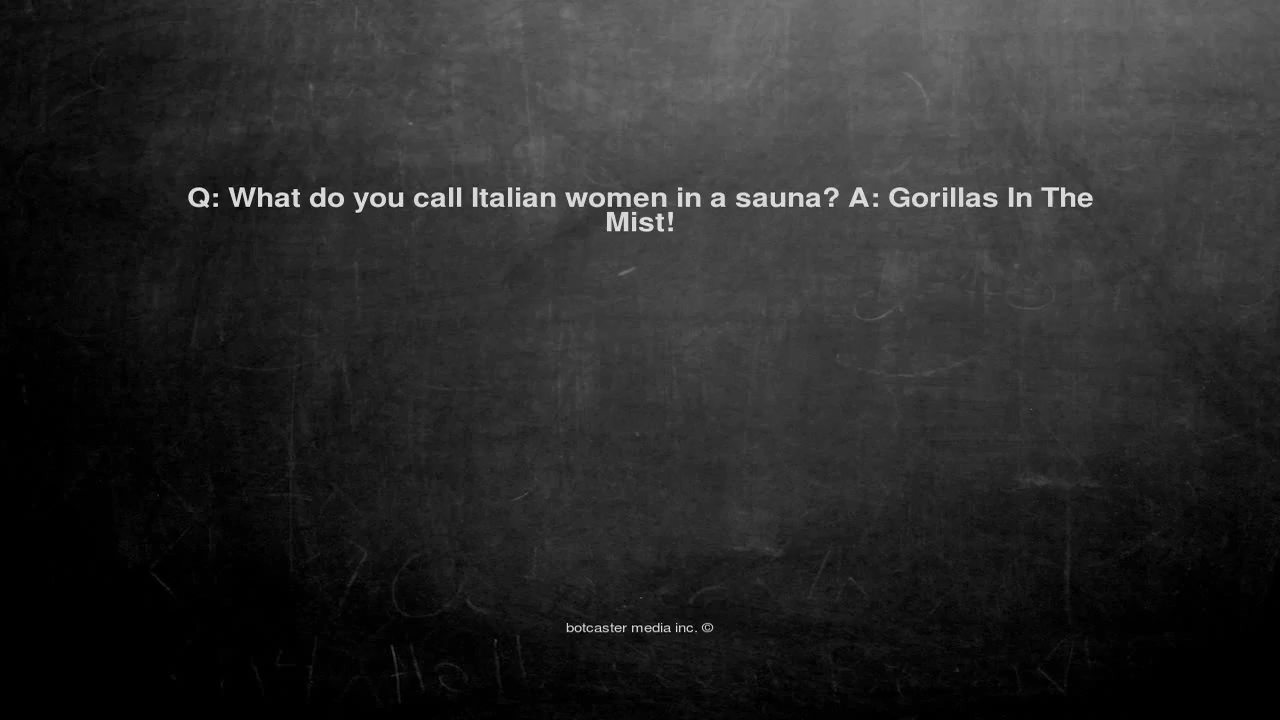 Q: What do you call Italian women in a sauna? A: Gorillas In The
Mist!
botcaster media inc. ©